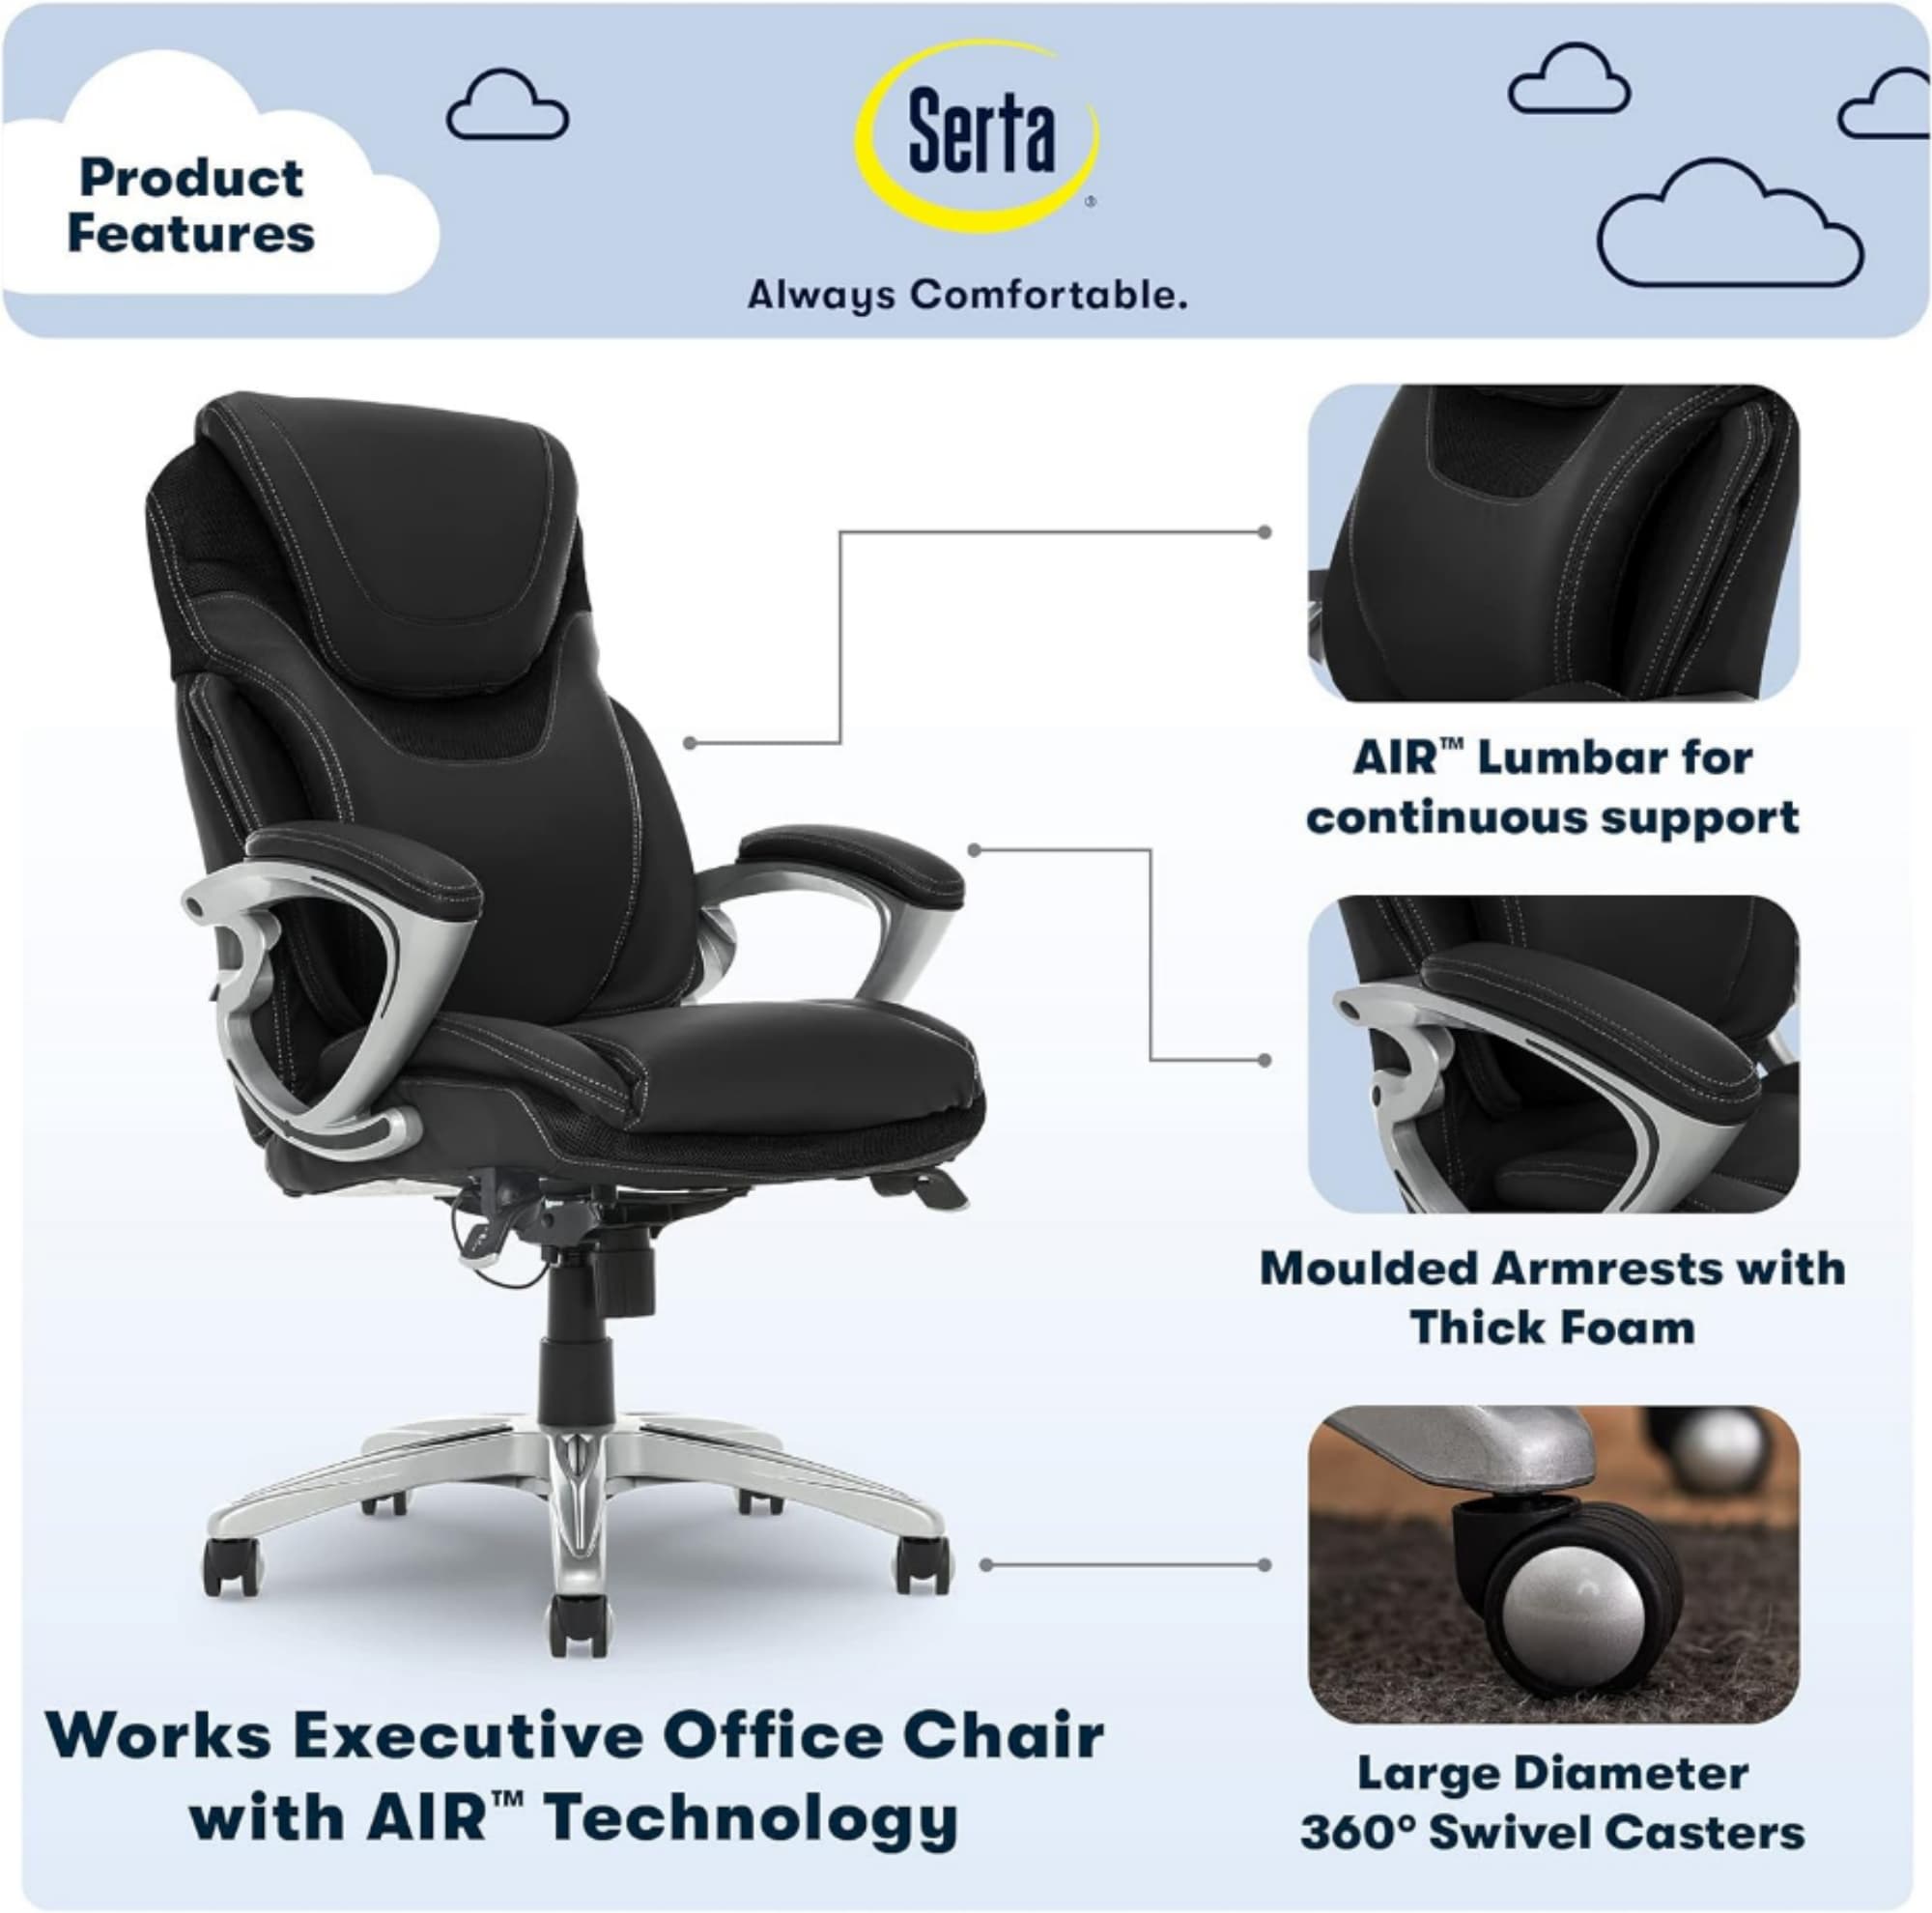 Product
Features
Serta
®
Always Comfortable.
AIR™ Lumbar for
continuous support
Moulded Armrests with
Thick Foam
Works Executive Office Chair
with AIR™ Technology
Large Diameter
360° Swivel Casters